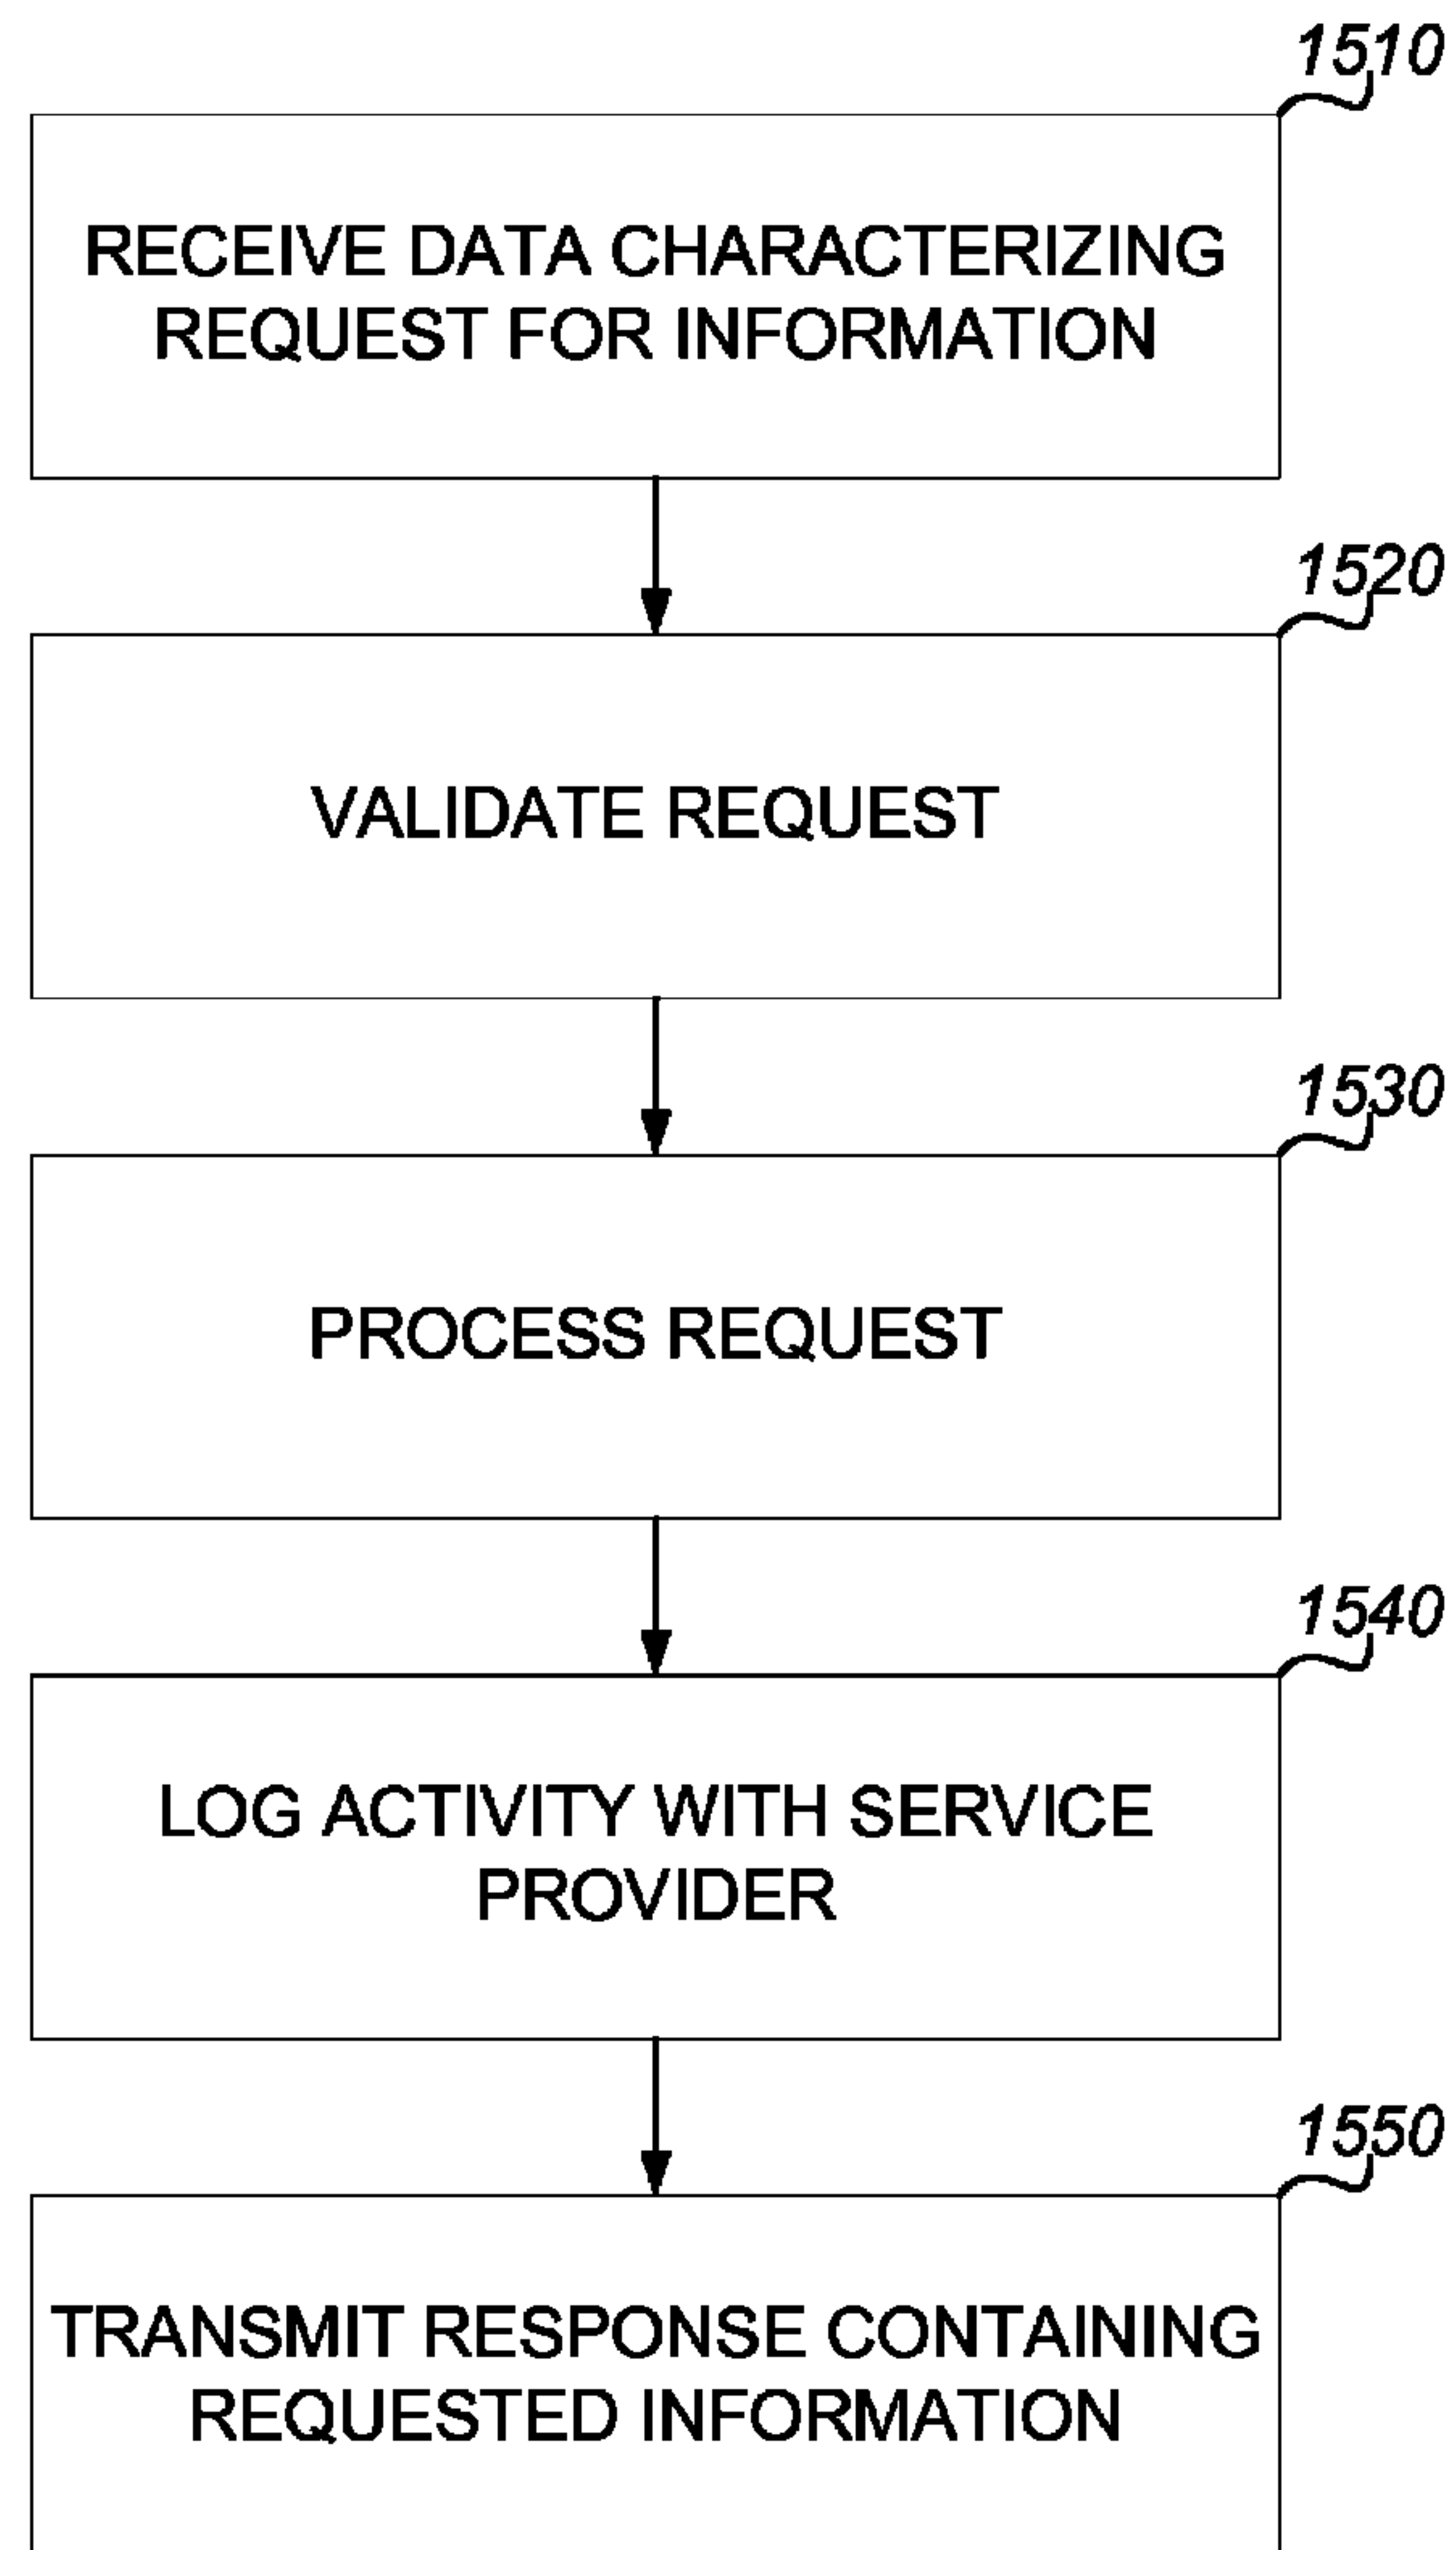 1510
RECEIVE DATA CHARACTERIZING
REQUEST FOR INFORMATION
1520
VALIDATE REQUEST
1530
PROCESS REQUEST
1540
LOG ACTIVITY WITH SERVICE
PROVIDER
1550
TRANSMIT RESPONSE CONTAINING
REQUESTED INFORMATION